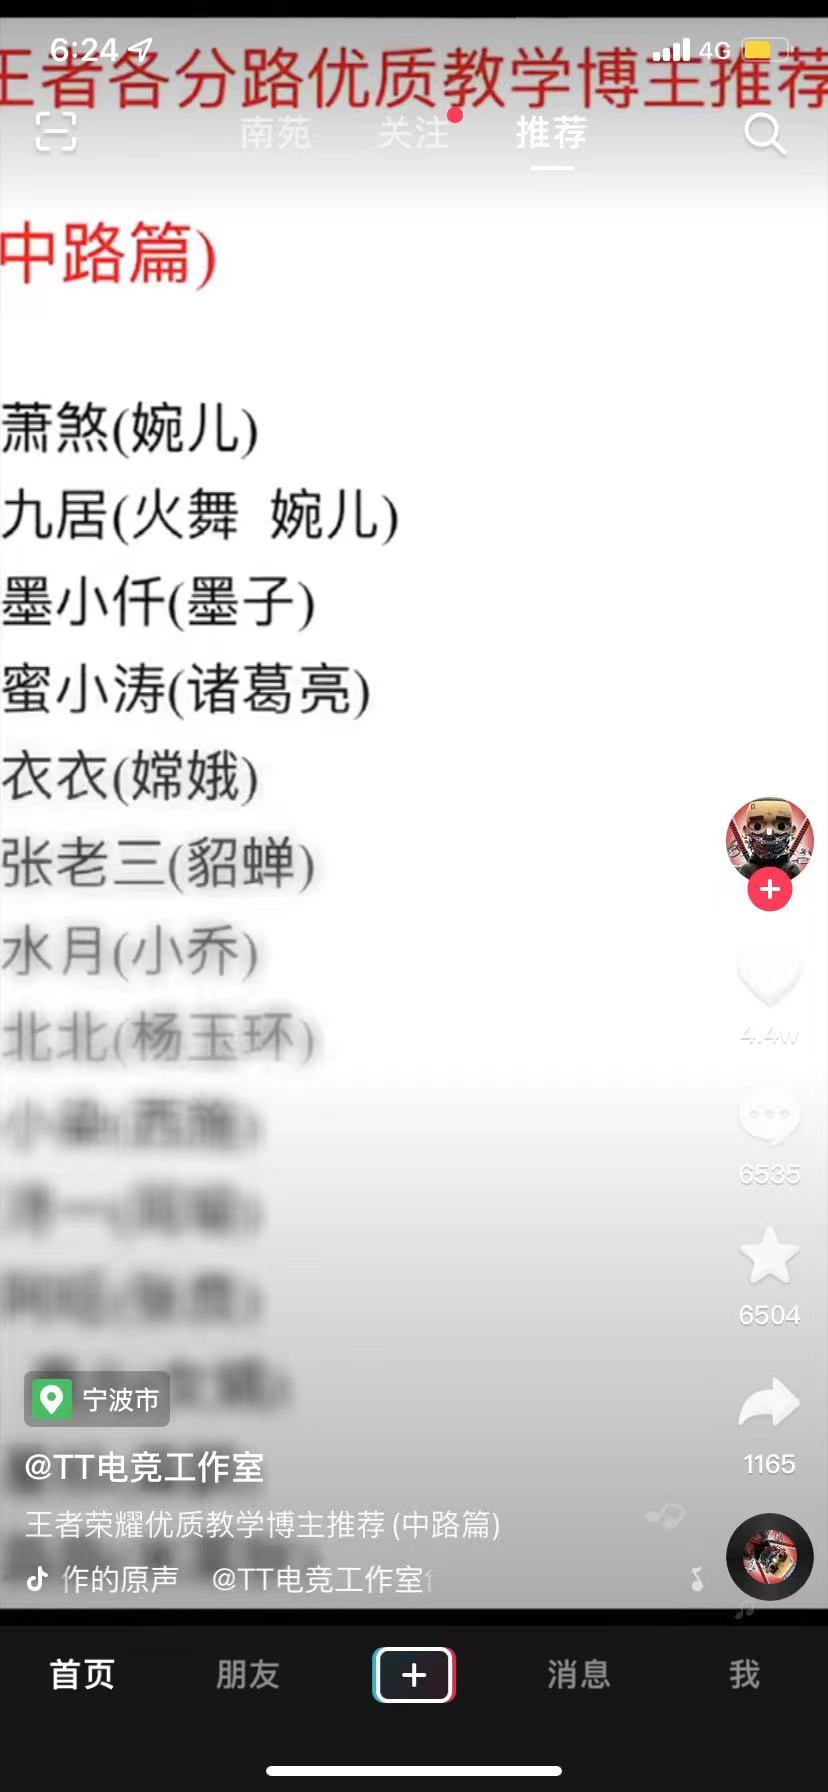 6:24
4G
王者各分路优质教学博主推荐
南苑 关注 推荐
中路篇)
萧煞(婉儿)
九居(火舞 婉儿)
墨小仟(墨子)
蜜小涛(诸葛亮)
衣衣(嫦娥)
张老三(貂蝉)
水月(小乔)
北北(杨玉环)
小染(西施)
4.4w
6535
6504
1165
宁波市
@TT电竞工作室
王者荣耀优质教学博主推荐 (中路篇)
作的原声 @TT电竞工作室
首页 朋友 消息 我